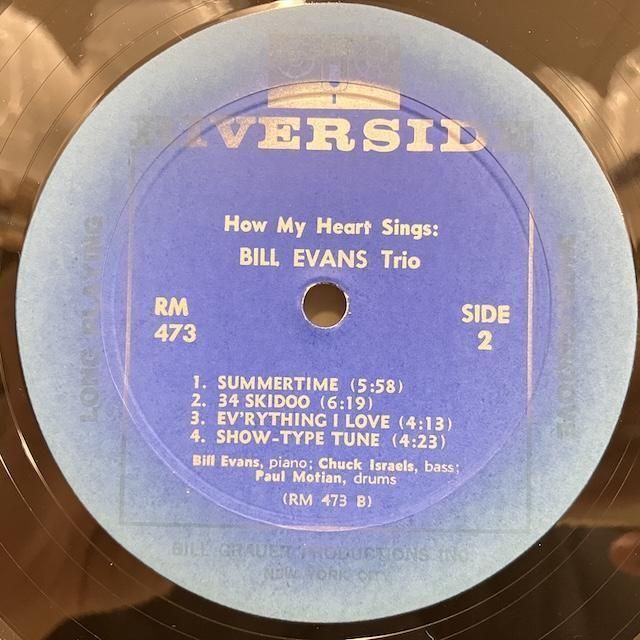 RIVERSIDE
How My Heart Sings:
BILL EVANS Trio
RM
473
SIDE
2
1. SUMMERTIME (5:58)
2. 34 SKIDOO (6:19)
3. EV'RYTHING I LOVE (4:13)
4. SHOW-TYPE TUNE (4:23)
Bill Evans, piano; Chuck Israels, bass;
Paul Motian, drums
(RM 473 B)
LONG PLAYING
BILL GRAUER PRODUCTIONS INC.
NEW YORK CITY